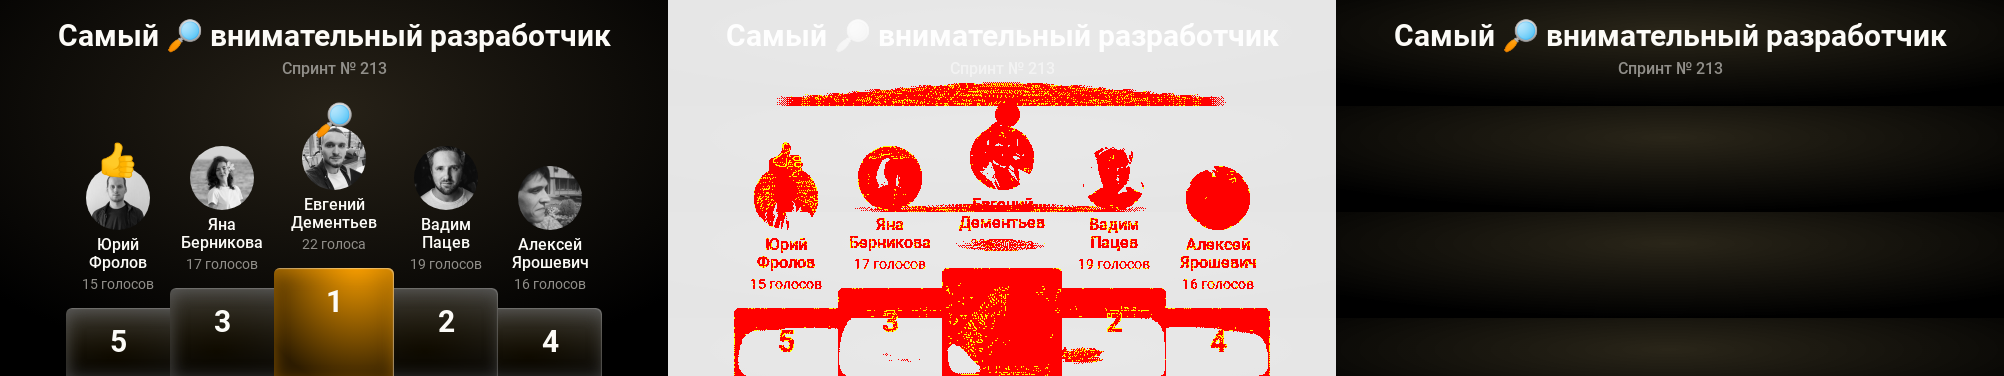 Самый внимательный разработчик
Спринт № 213
Евгений
Дементьев
22 голоса
Яна
Берникова
17 голосов
Вадим
Пацев
19 голосов
Юрий
Фролов
15 голосов
Алексей
Ярошевич
16 голосов
1
3
2
5
4
Самый внимательный разработчик
Спринт № 213
Евгений
Дементьев
Яна
Берникова
17 голосов
Вадим
Пацев
19 голосов
Юрий
Фролов
15 голосов
Алексей
Ярошевич
16 голосов
3
2
5
4
Самый внимательный разработчик
Спринт № 213